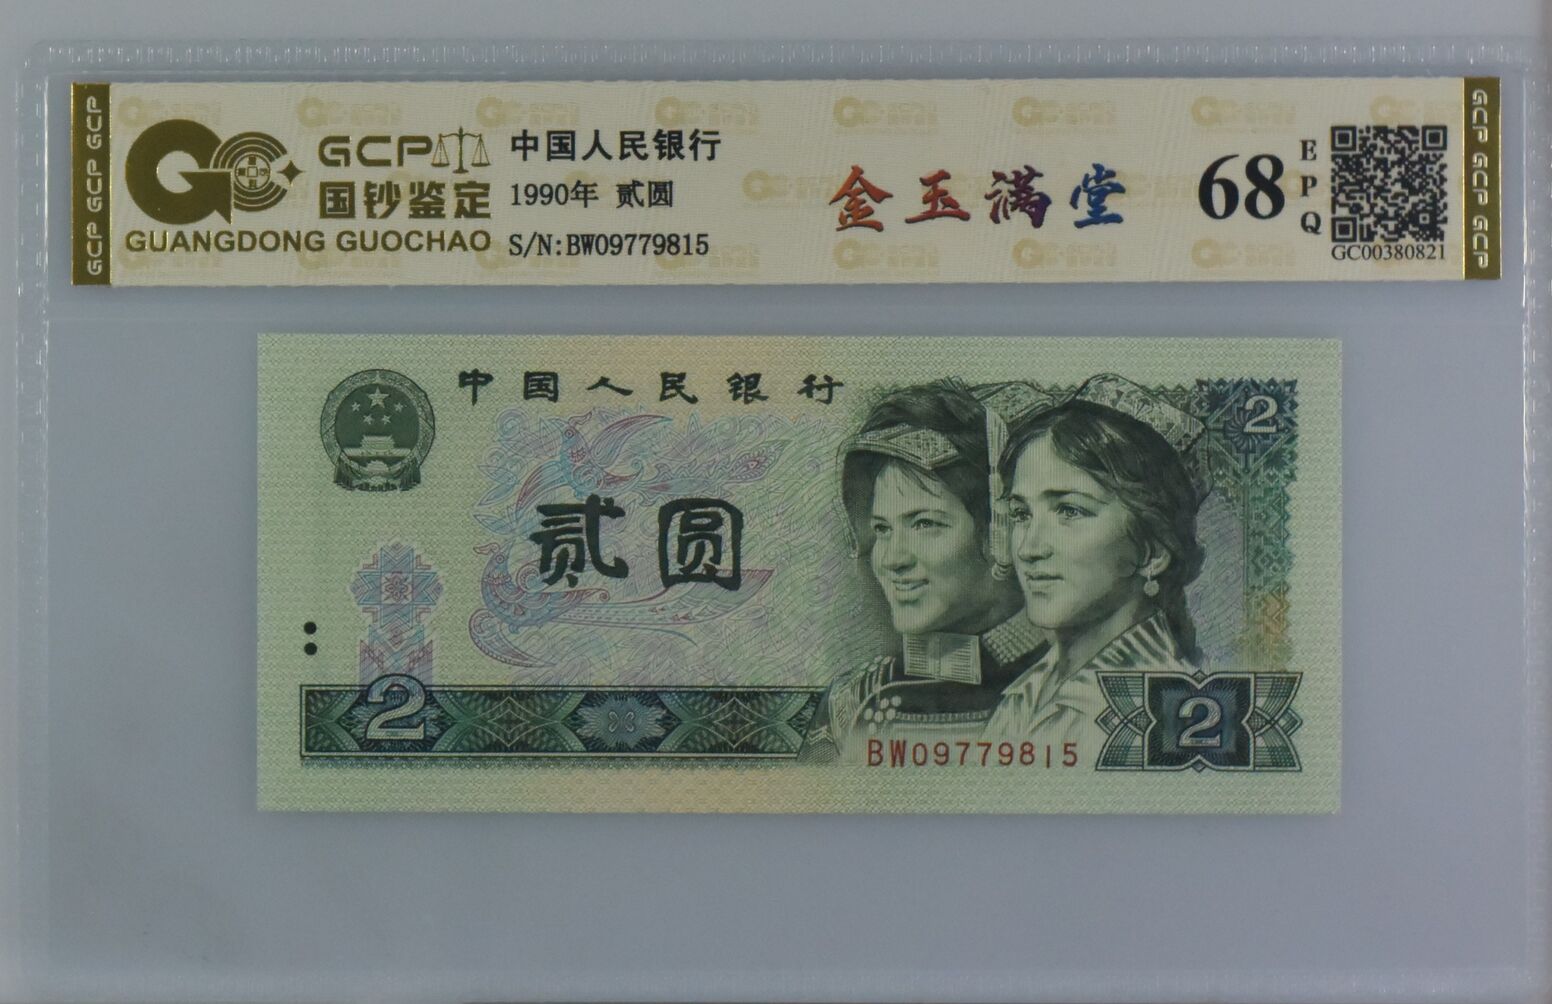 GCP GCP GCP
GCP
国钞鉴定
GUANGDONG GUOCHAO
中国人民银行
1990年 贰圆
S/N:BW09779815
金玉满堂
68
EPQ
GC00380821
GCP GCP GCP
中国人民银行
2
贰圆
2
BW09779815
2